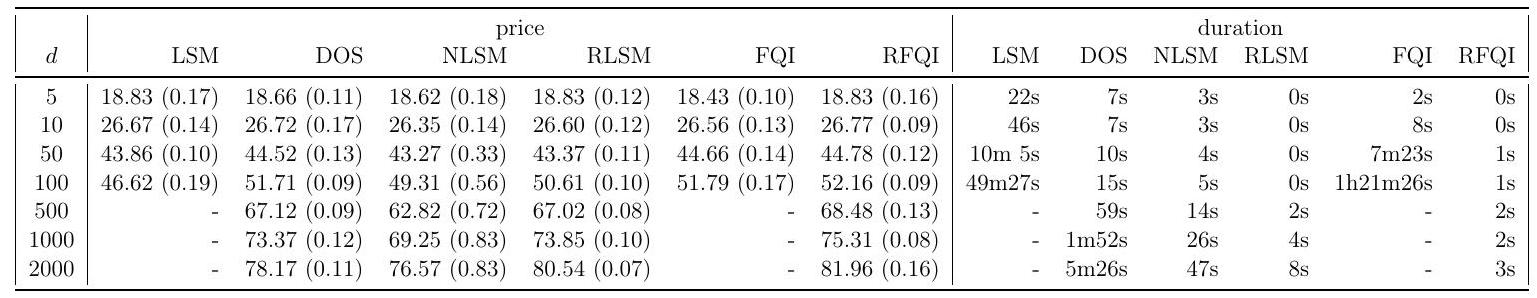 price duration
d LSM DOS NLSM RLSM FQI RFQI LSM DOS NLSM RLSM FQI RFQI
5 18.83 (0.17) 18.66 (0.11) 18.62 (0.18) 18.83 (0.12) 18.43 (0.10) 18.83 (0.16) 22s 7s 3s 0s 2s 0s
10 26.67 (0.14) 26.72 (0.17) 26.35 (0.14) 26.60 (0.12) 26.56 (0.13) 26.77 (0.09) 46s 7s 3s 0s 8s 0s
50 43.86 (0.10) 44.52 (0.13) 43.27 (0.33) 43.37 (0.11) 44.66 (0.14) 44.78 (0.12) 10m 5s 10s 4s 0s 7m23s 1s
100 46.62 (0.19) 51.71 (0.09) 49.31 (0.56) 50.61 (0.10) 51.79 (0.17) 52.16 (0.09) 49m27s 15s 5s 0s 1h21m26s 1s
500 - 67.12 (0.09) 62.82 (0.72) 67.02 (0.08) - 68.48 (0.13) - 59s 14s 2s - 2s
1000 - 73.37 (0.12) 69.25 (0.83) 73.85 (0.10) - 75.31 (0.08) - 1m52s 26s 4s - 2s
2000 - 78.17 (0.11) 76.57 (0.83) 80.54 (0.07) - 81.96 (0.16) - 5m26s 47s 8s - 3s